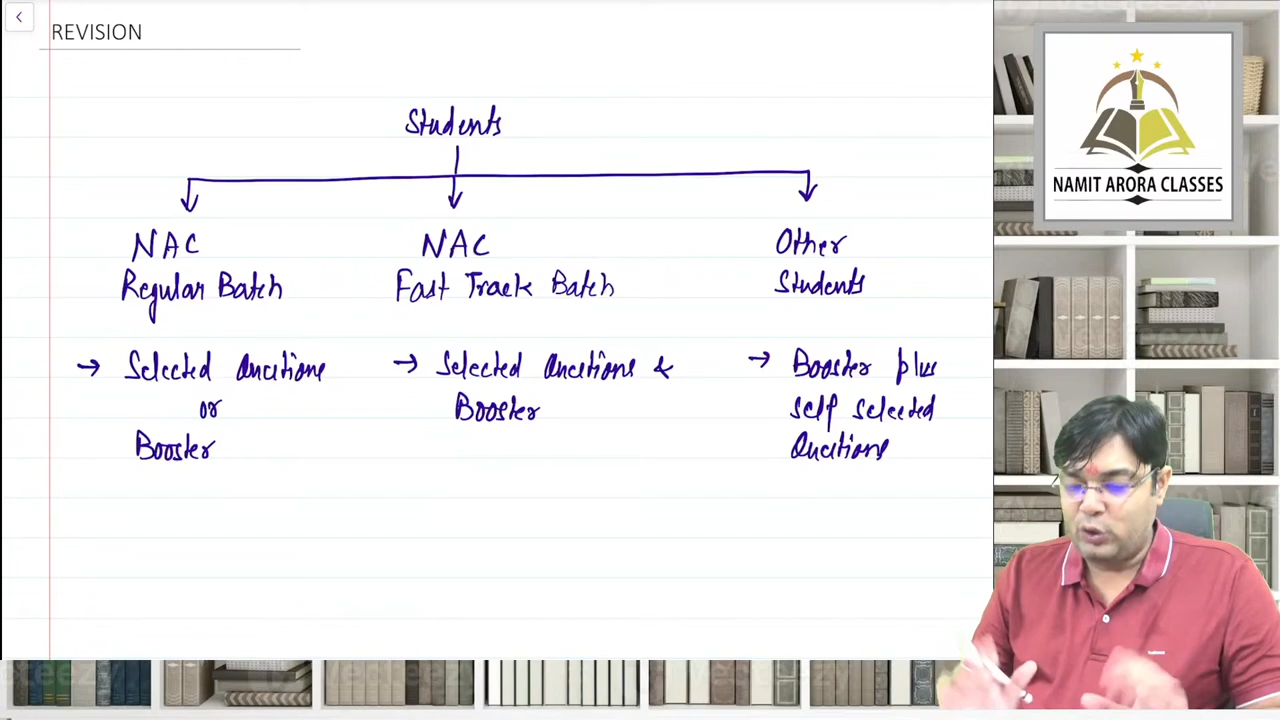 REVISION
Students
NAC
Regular Batch
NAC
Fast Track Batch
Other
Students
→ Selected Questions
or
Booster
→ Selected Questions &
Booster
→ Booster plus
self selected
Questions
NAMIT ARORA CLASSES